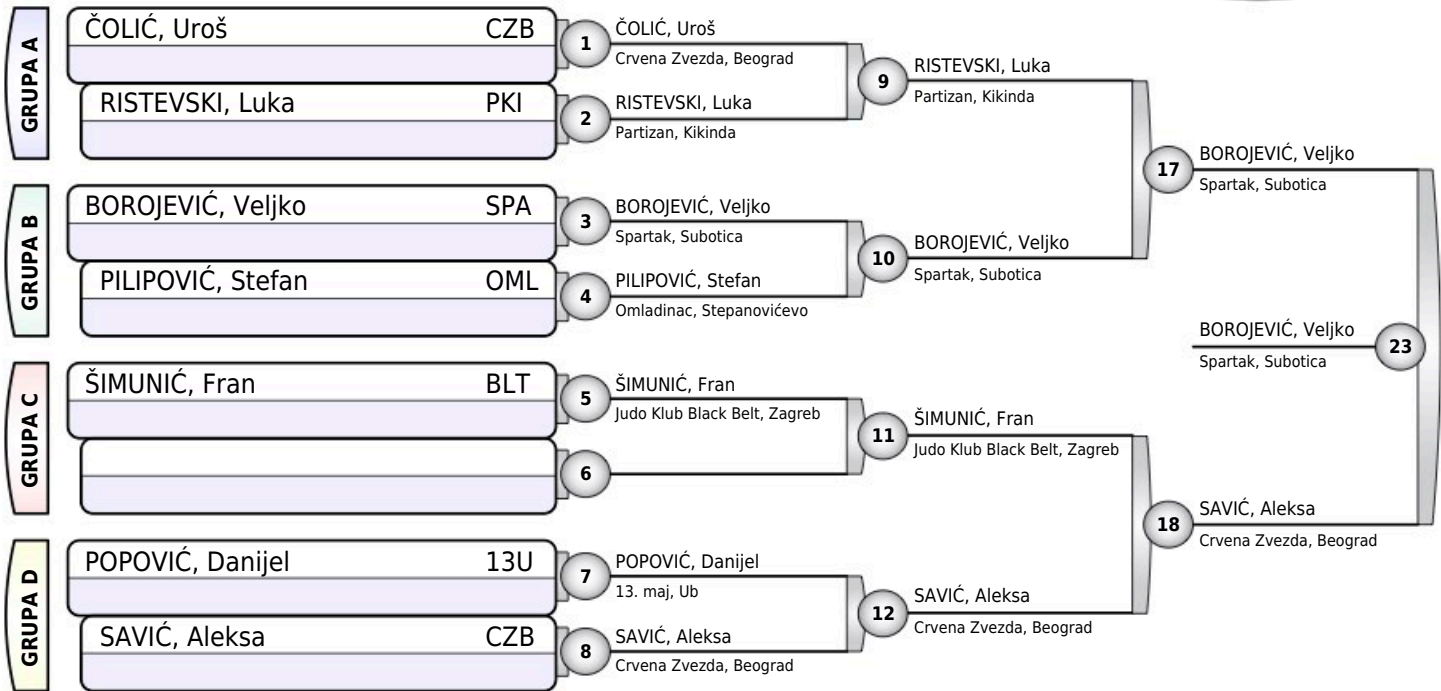 GRUPA A
ČOLIĆ, Uroš CZB
RISTEVSKI, Luka PKI
GRUPA B
BOROJEVIĆ, Veljko SPA
PILIPOVIĆ, Stefan OML
GRUPA C
ŠIMUNIĆ, Fran BLT
GRUPA D
POPOVIĆ, Danijel 13U
SAVIĆ, Aleksa CZB
1
ČOLIĆ, Uroš
Crvena Zvezda, Beograd
2
RISTEVSKI, Luka
Partizan, Kikinda
3
BOROJEVIĆ, Veljko
Spartak, Subotica
4
PILIPOVIĆ, Stefan
Omladinac, Stepanovićevo
5
ŠIMUNIĆ, Fran
Judo Klub Black Belt, Zagreb
6
7
POPOVIĆ, Danijel
13. maj, Ub
8
SAVIĆ, Aleksa
Crvena Zvezda, Beograd
9
RISTEVSKI, Luka
Partizan, Kikinda
10
BOROJEVIĆ, Veljko
Spartak, Subotica
11
ŠIMUNIĆ, Fran
Judo Klub Black Belt, Zagreb
12
SAVIĆ, Aleksa
Crvena Zvezda, Beograd
17
BOROJEVIĆ, Veljko
Spartak, Subotica
18
SAVIĆ, Aleksa
Crvena Zvezda, Beograd
BOROJEVIĆ, Veljko
Spartak, Subotica
23